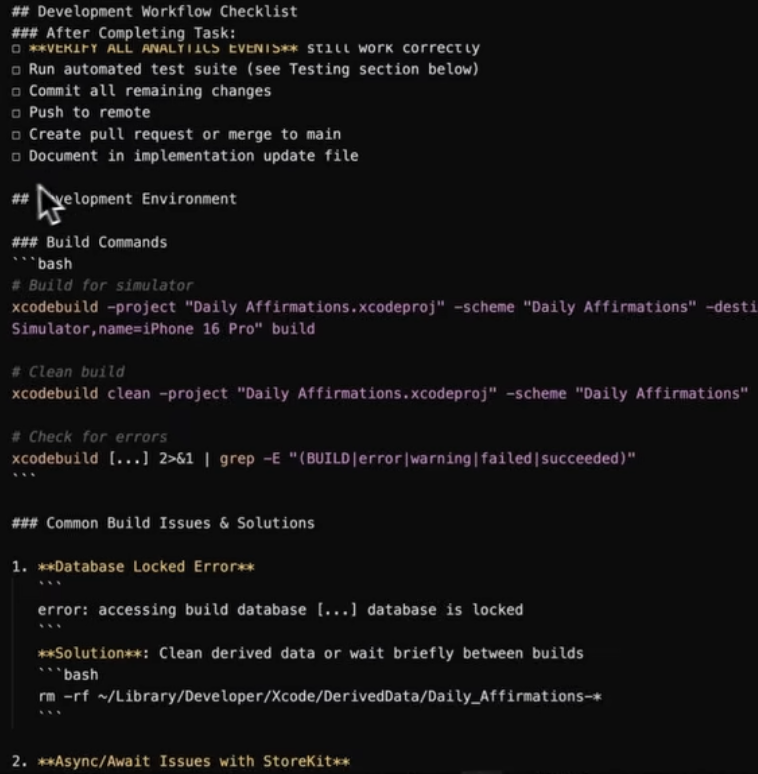 ## Development Workflow Checklist
### After Completing Task:
☐ **VERIFY ALL ANALYTICS EVENTS** still work correctly
☐ Run automated test suite (see Testing section below)
☐ Commit all remaining changes
☐ Push to remote
☐ Create pull request or merge to main
☐ Document in implementation update file

## velopment Environment

### Build Commands
```bash
# Build for simulator
xcodebuild -project "Daily Affirmations.xcodeproj" -scheme "Daily Affirmations" -desti
Simulator,name=iPhone 16 Pro" build

# Clean build
xcodebuild clean -project "Daily Affirmations.xcodeproj" -scheme "Daily Affirmations"

# Check for errors
xcodebuild [...] 2>&1 | grep -E "(BUILD|error|warning|failed|succeeded)"
```

### Common Build Issues & Solutions

1. **Database Locked Error**
```
error: accessing build database [...] database is locked
```
**Solution**: Clean derived data or wait briefly between builds
```bash
rm -rf ~/Library/Developer/Xcode/DerivedData/Daily_Affirmations-*
```

2. **Async/Await Issues with StoreKit**